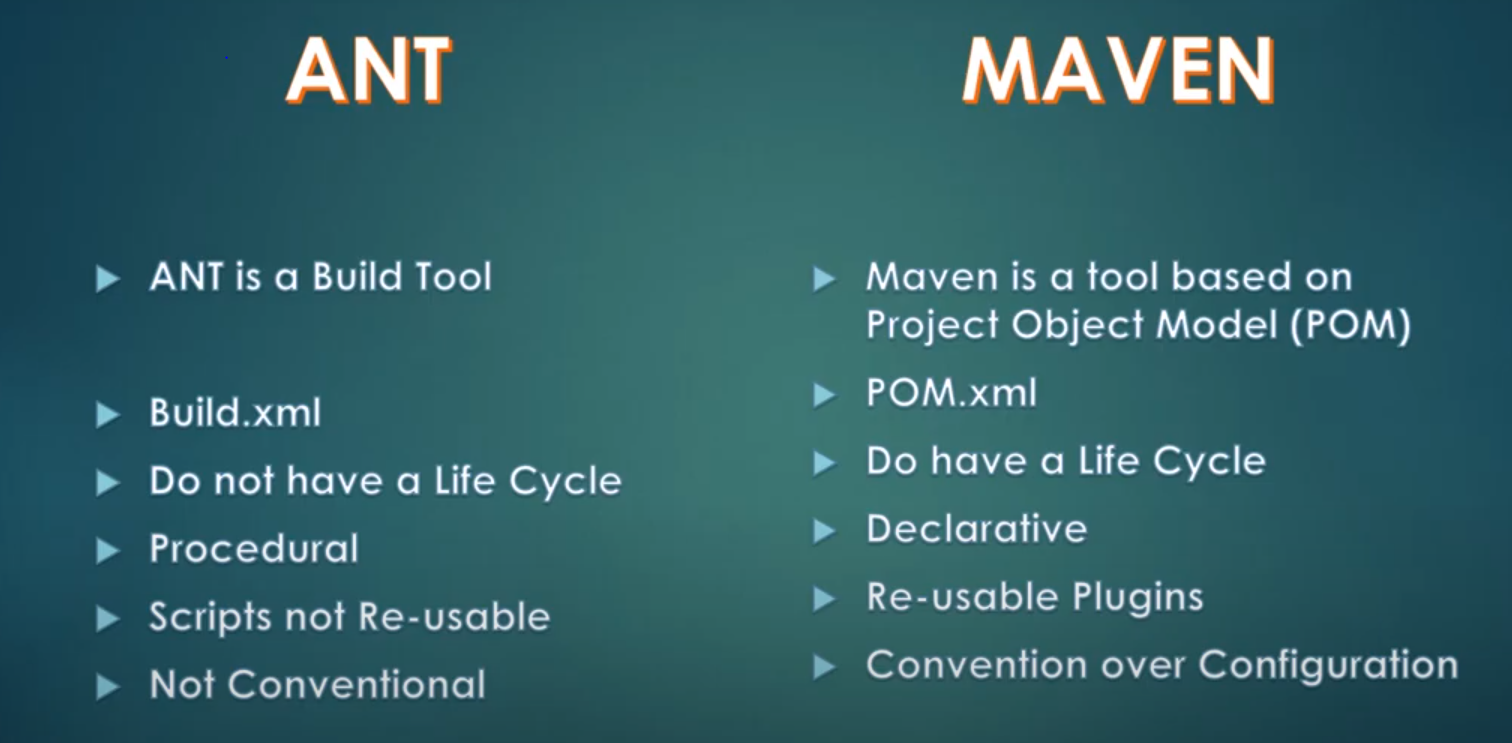 ANT
ANT is a Build Tool
Build.xml
Do not have a Life Cycle
Procedural
Scripts not Re-usable
Not Conventional
MAVEN
Maven is a tool based on
Project Object Model (POM)
POM.xml
Do have a Life Cycle
Declarative
Re-usable Plugins
Convention over Configuration